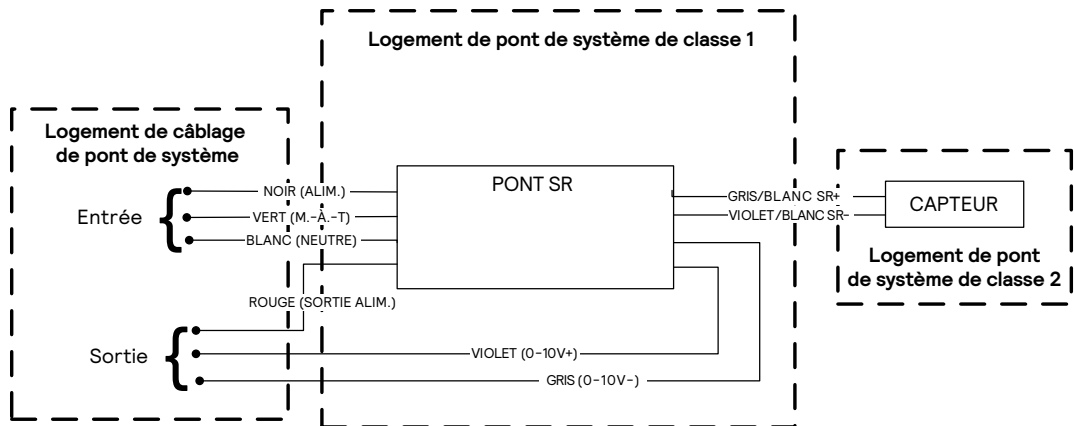 Logement de pont de système de classe 1
Logement de câblage
de pont de système
Entrée
NOIR (ALIM.)
VERT (M.-À.-T)
BLANC (NEUTRE)
ROUGE (SORTIE ALIM.)
Sortie
VIOLET (0-10V+)
GRIS (0-10V-)
PONT SR
GRIS/BLANC SR+
VIOLET/BLANC SR-
CAPTEUR
Logement de pont
de système de classe 2